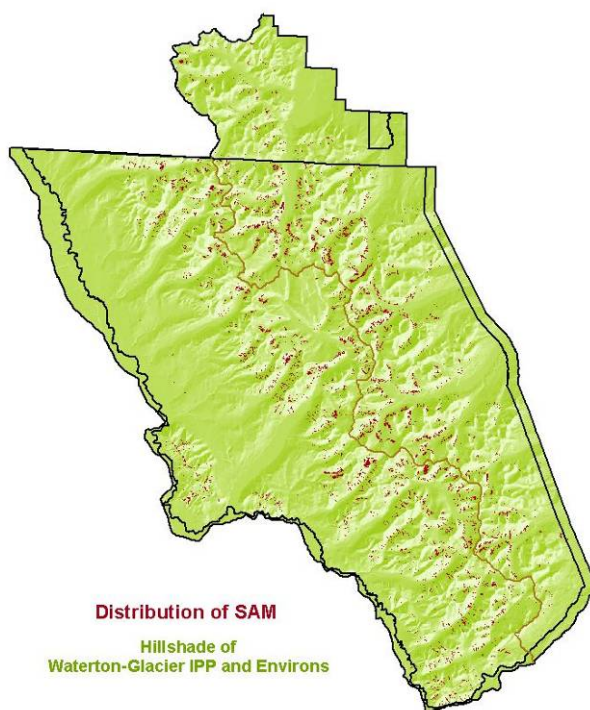 Distribution of SAM
Hillshade of
Waterton-Glacier IPP and Environs